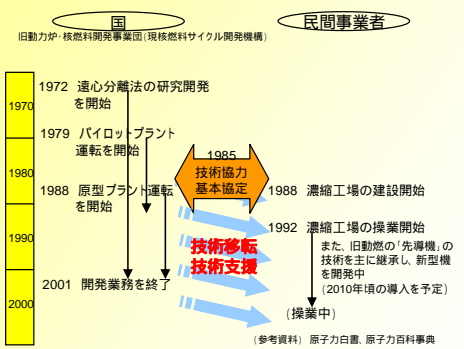 国
旧動力炉・核燃料開発事業団(現核燃料サイクル開発機構)
民間事業者
1970
1980
1990
2000
1972 遠心分離法の研究開発
を開始
1979 パイロットプラント
運転を開始
1988 原型プラント運転
を開始
2001 開発業務を終了
1985
技術協力
基本協定
技術移転
技術支援
1988 濃縮工場の建設開始
1992 濃縮工場の操業開始
また、旧動燃の「先導機」の
技術を主に継承し、新型機
を開発中
(2010年頃の導入を予定)
(操業中)
(参考資料) 原子力白書、原子力百科事典